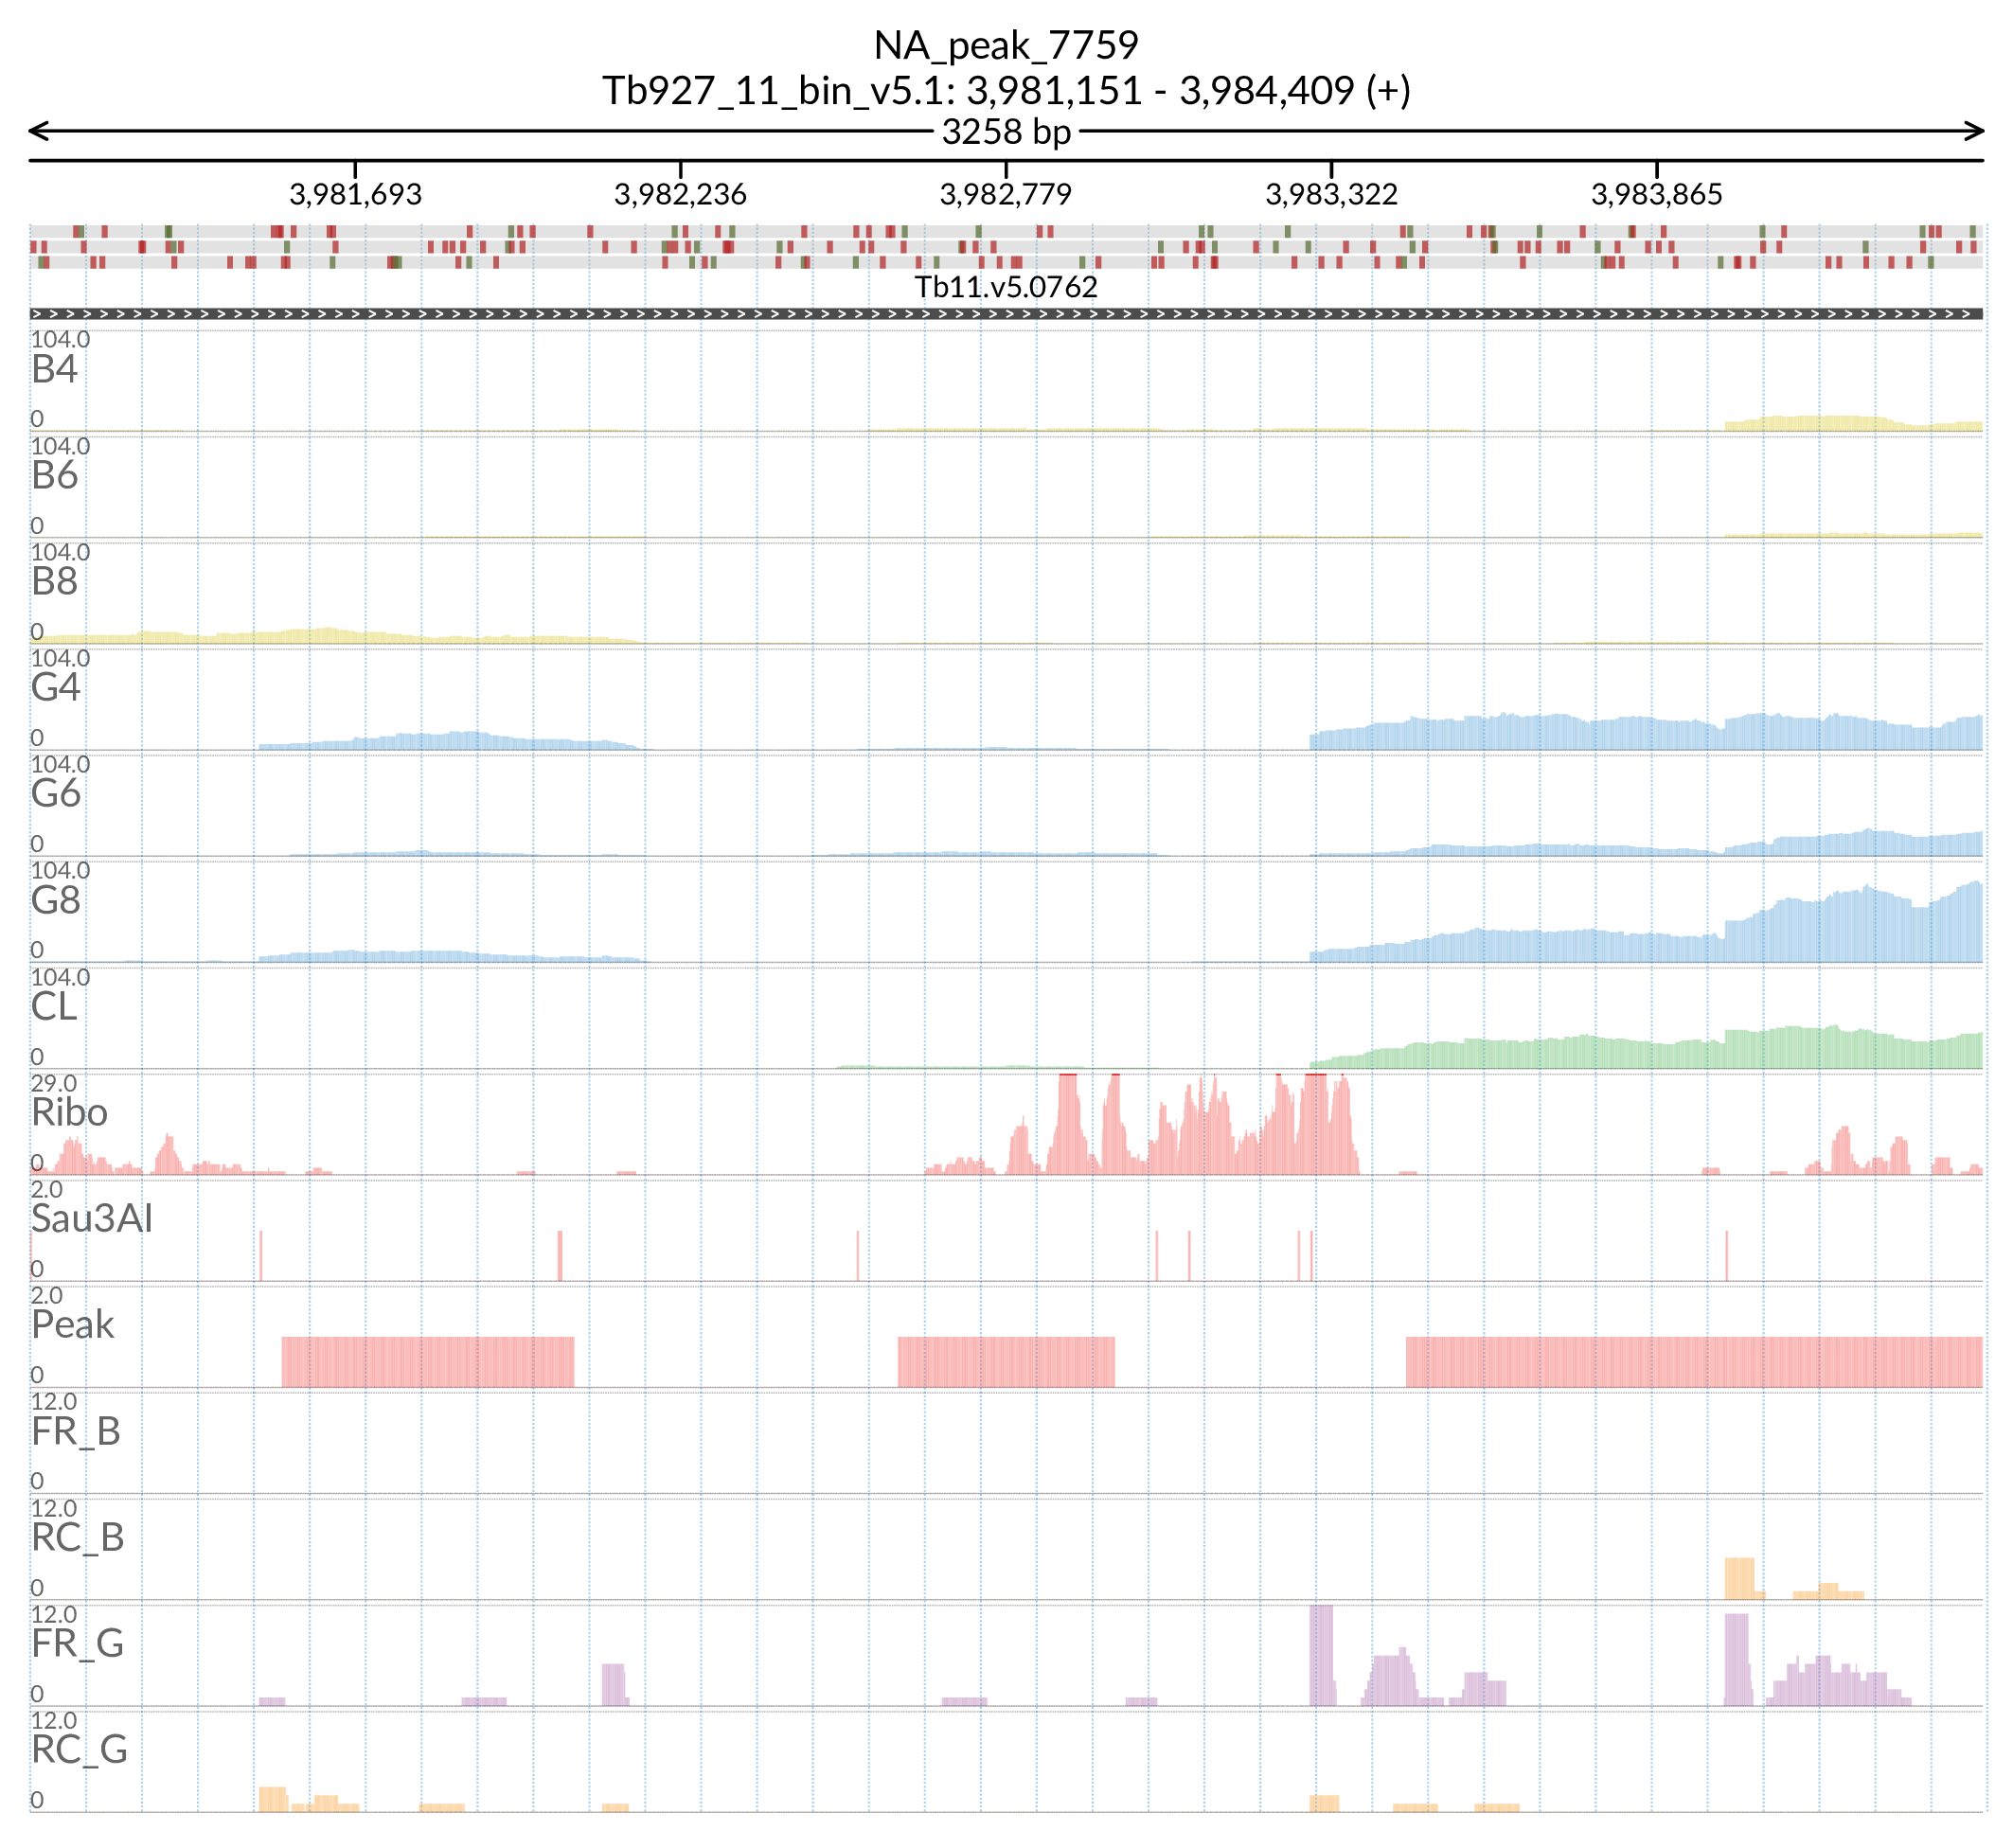 NA_peak_7759
Tb927_11_bin_v5.1: 3,981,151 - 3,984,409 (+)
3258 bp
3,981,693 3,982,236 3,982,779 3,983,322 3,983,865
Tb11.v5.0762
104.0
B4
0
104.0
B6
0
104.0
B8
0
104.0
G4
0
104.0
G6
0
104.0
G8
0
104.0
CL
0
29.0
Ribo
0
2.0
Sau3AI
0
2.0
Peak
0
12.0
FR_B
0
12.0
RC_B
0
12.0
FR_G
0
12.0
RC_G
0